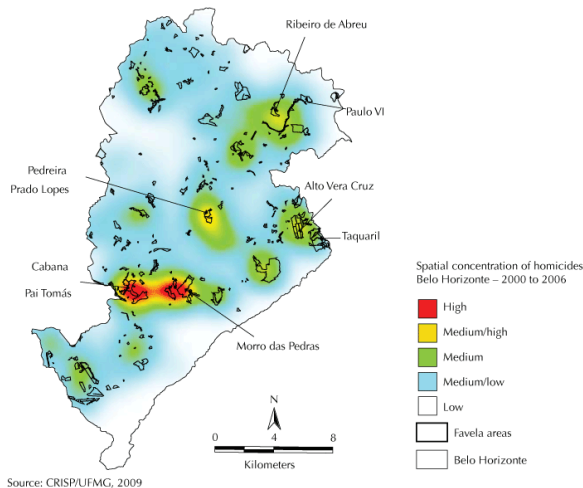 Ribeiro de Abreu
Paulo VI
Pedreira
Prado Lopes
Alto Vera Cruz
Taquaril
Cabana
Pai Tomás
Morro das Pedras
N
0 4 8
Kilometers
Spatial concentration of homicides
Belo Horizonte – 2000 to 2006
High
Medium/high
Medium
Medium/low
Low
Favela areas
Belo Horizonte
Source: CRISP/UFMG, 2009